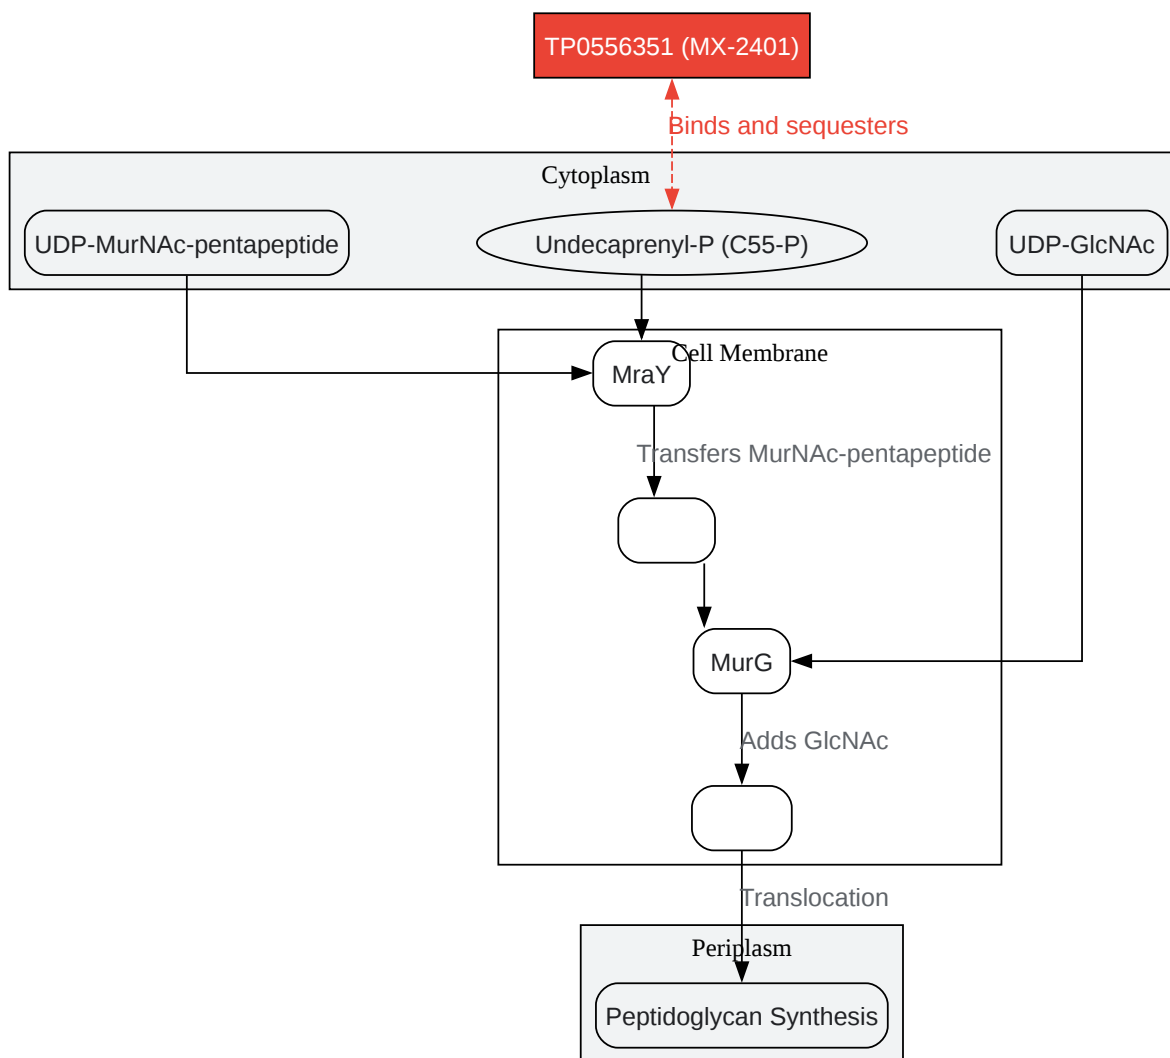 TP0556351 (MX-2401)
Binds and sequesters
Cytoplasm
UDP-MurNAc-pentapeptide
Undecaprenyl-P (C55-P)
UDP-GlcNAc
Cell Membrane
MraY
Transfers MurNAc-pentapeptide
MurG
Adds GlcNAc
Translocation
Periplasm
Peptidoglycan Synthesis